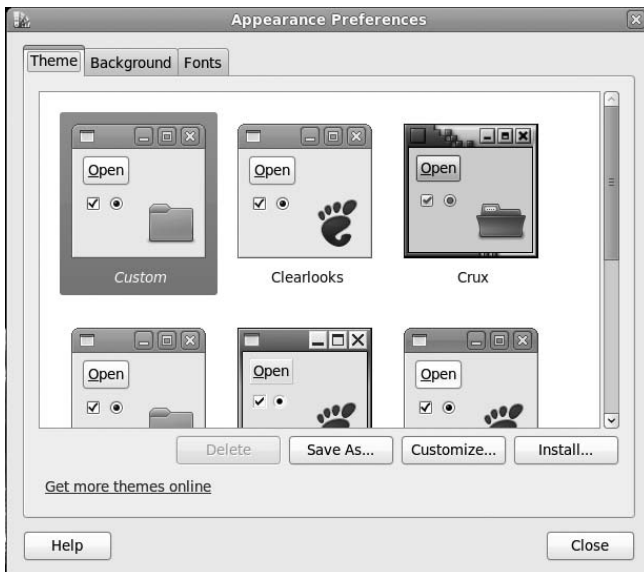 Appearance Preferences
Theme Background Fonts
Open Open Open
Custom Clearlooks Crux
Open Open Open
Delete Save As... Customize... Install...
Get more themes online
Help Close